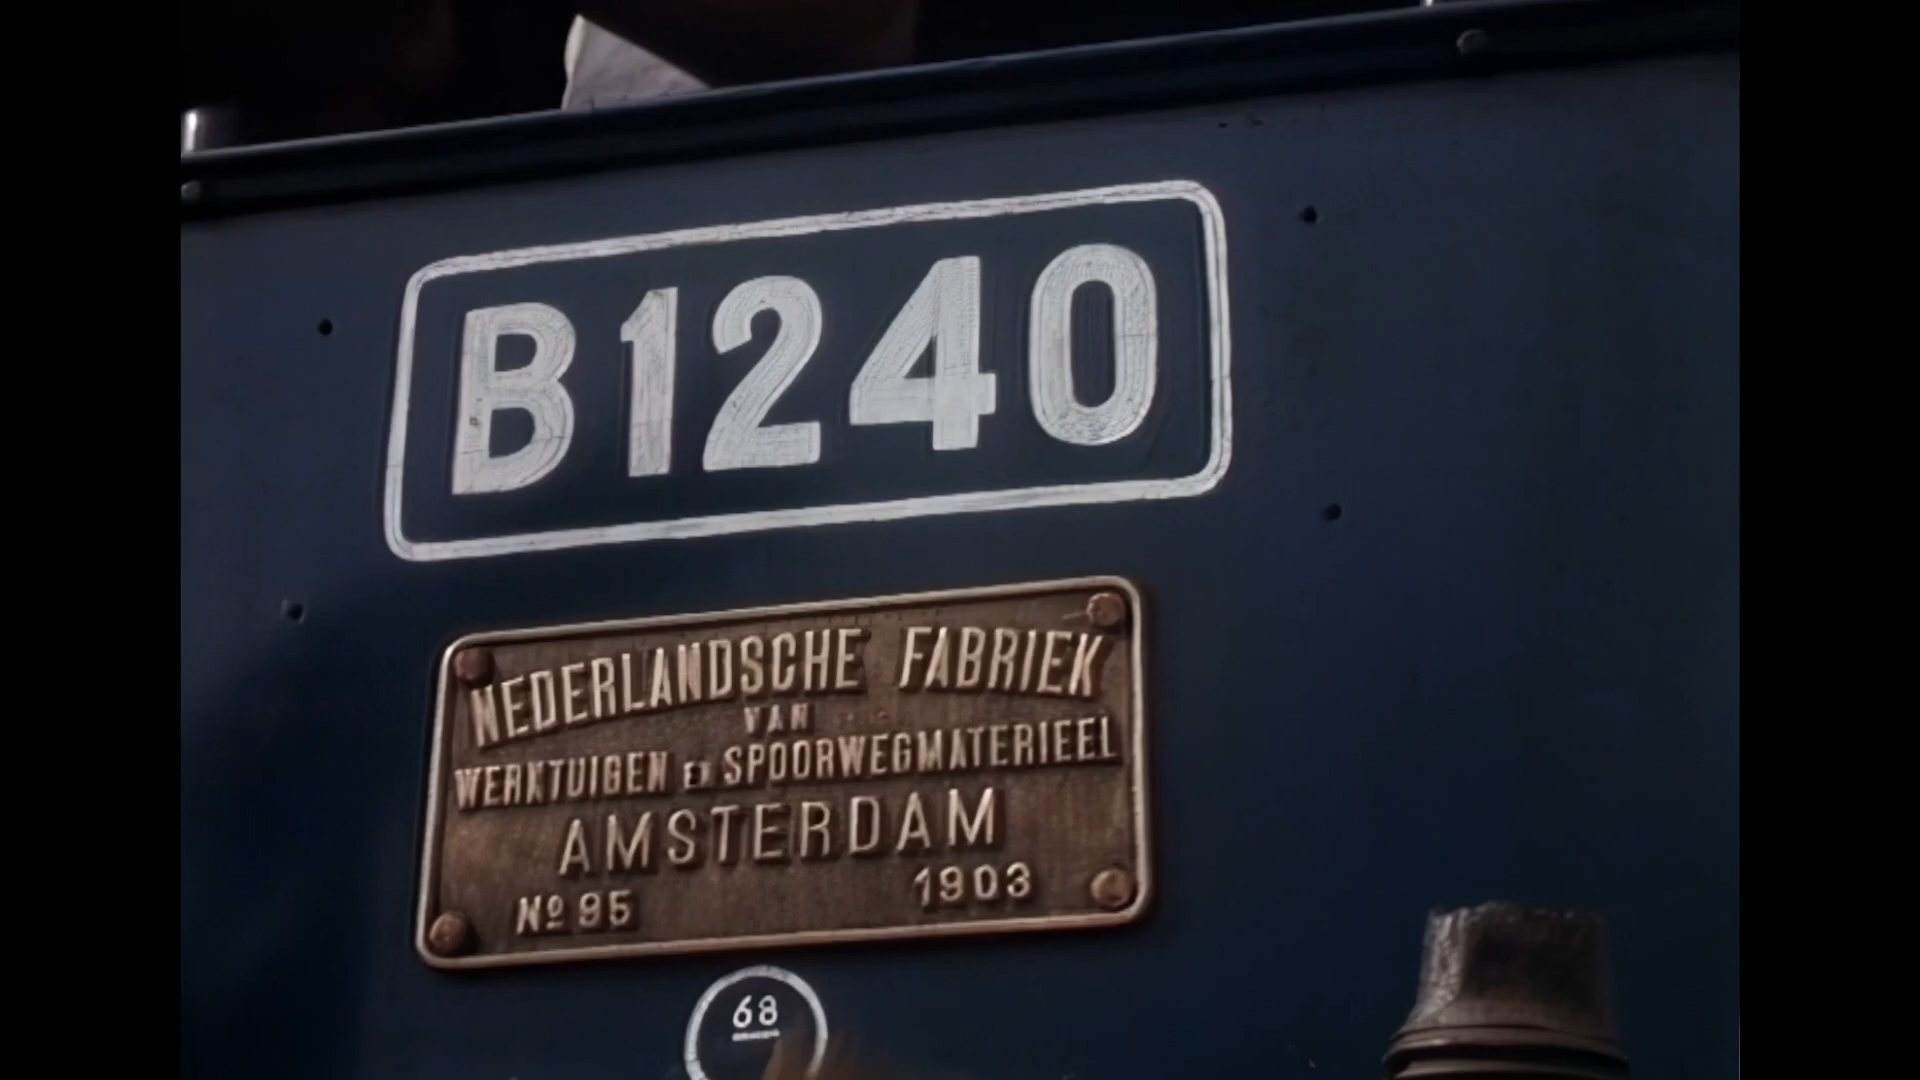 B1240
NEDERLANDSCHE FABRIEK
VAN
WERKTUIGEN EN SPOORWEGMATERIEEL
AMSTERDAM
Nº 95 1903
68